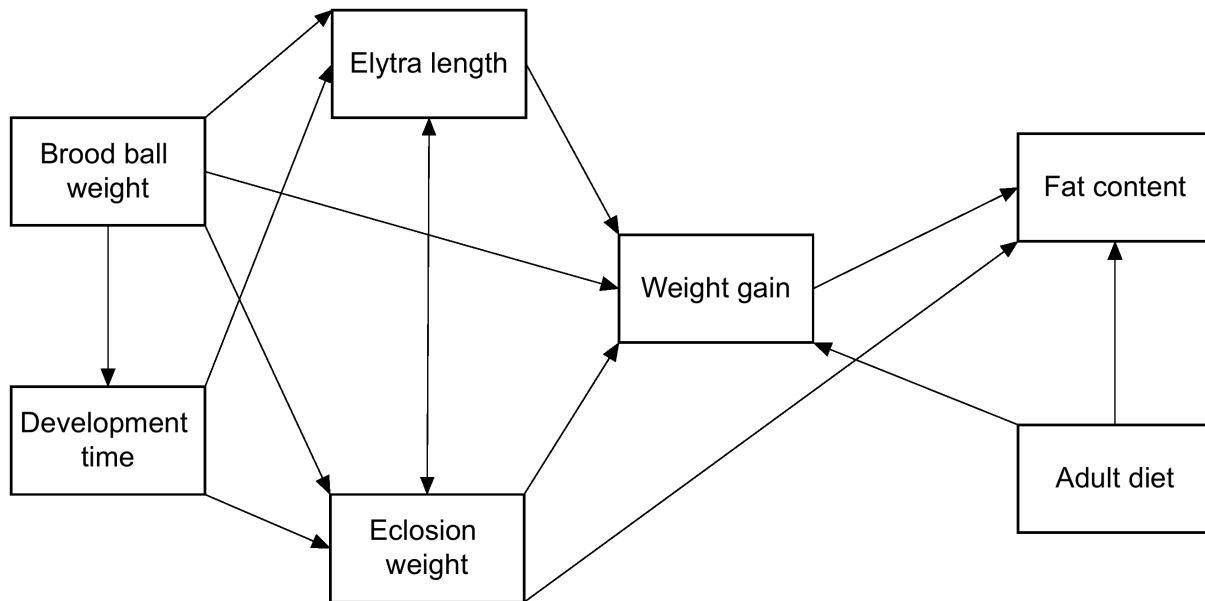 Elytra length
Brood ball
weight
Fat content
Weight gain
Development
time
Adult diet
Eclosion
weight